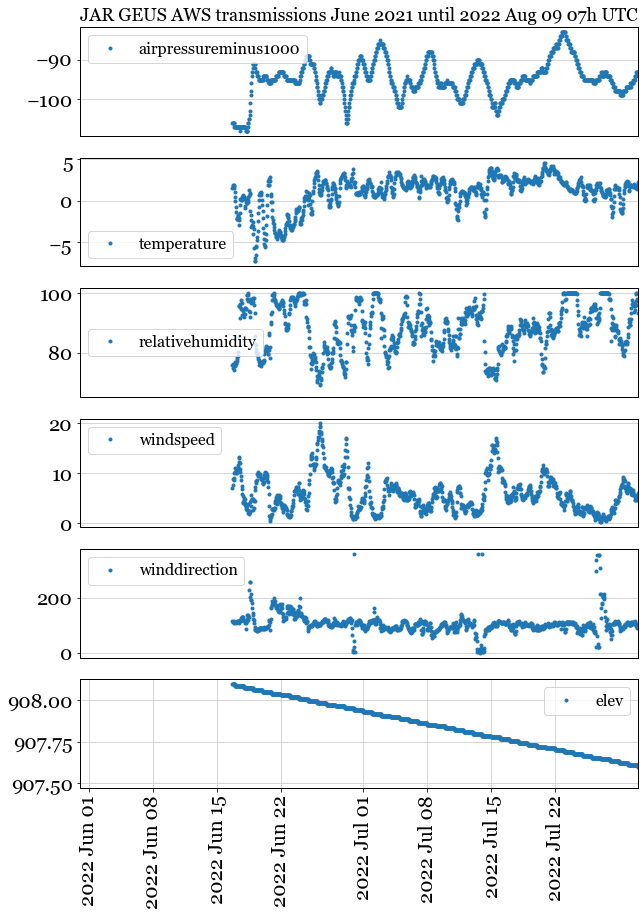 JAR GEUS AWS transmissions June 2021 until 2022 Aug 09 07h UTC
airpressureminus1000
−90
−100
5
0
−5
temperature
100
80
relativehumidity
20
10
0
windspeed
200
0
winddirection
908.00
907.75
907.50
elev
2022 Jun 01
2022 Jun 08
2022 Jun 15
2022 Jun 22
2022 Jul 01
2022 Jul 08
2022 Jul 15
2022 Jul 22